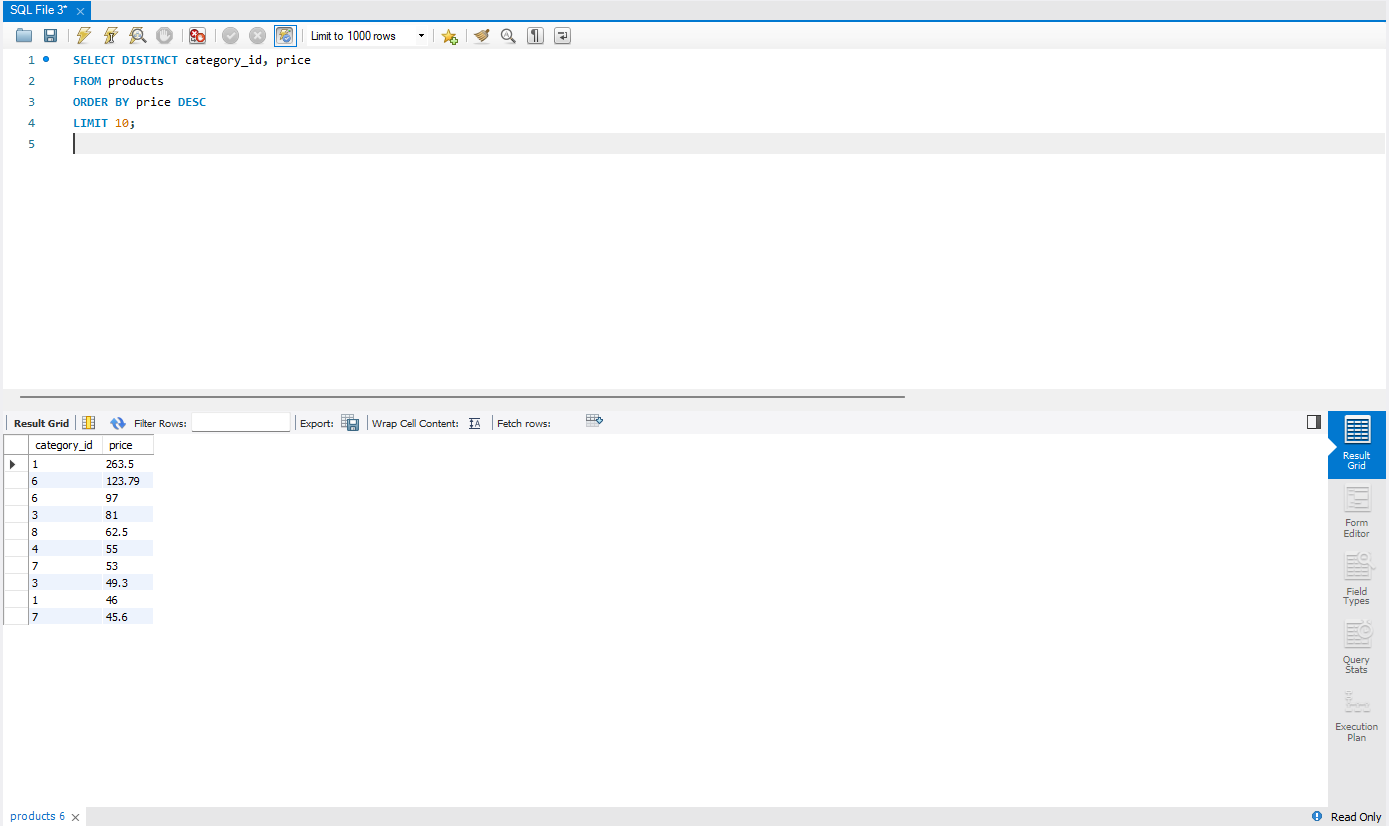 SQL File 3*
Limit to 1000 rows
1 SELECT DISTINCT category_id, price
2 FROM products
3 ORDER BY price DESC
4 LIMIT 10;
5
Result Grid Filter Rows: Export: Wrap Cell Content: Fetch rows:
category_id price
1 263.5
6 123.79
6 97
3 81
8 62.5
4 55
7 53
3 49.3
1 46
7 45.6
Result
Grid
Form
Editor
Field
Types
Query
Stats
Execution
Plan
products 6
Read Only